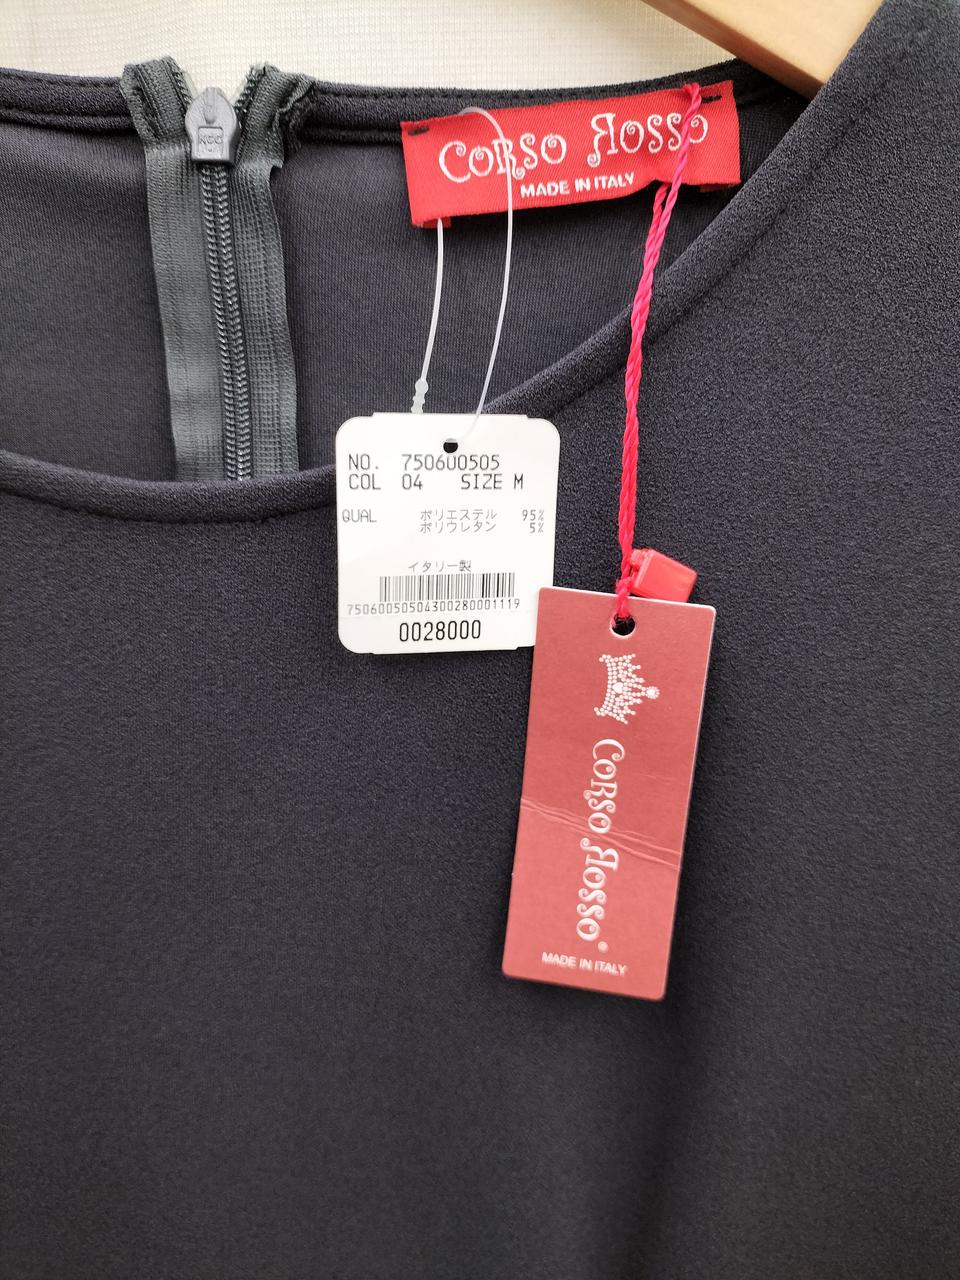 CORSO ROSSO
MADE IN ITALY
NO. 750600505
COL 04 SIZE M
QUAL ポリエステル 95%
ポリウレタン 5%
イタリー製
75060050504300280001119
0028000
CORSO ROSSO®
MADE IN ITALY